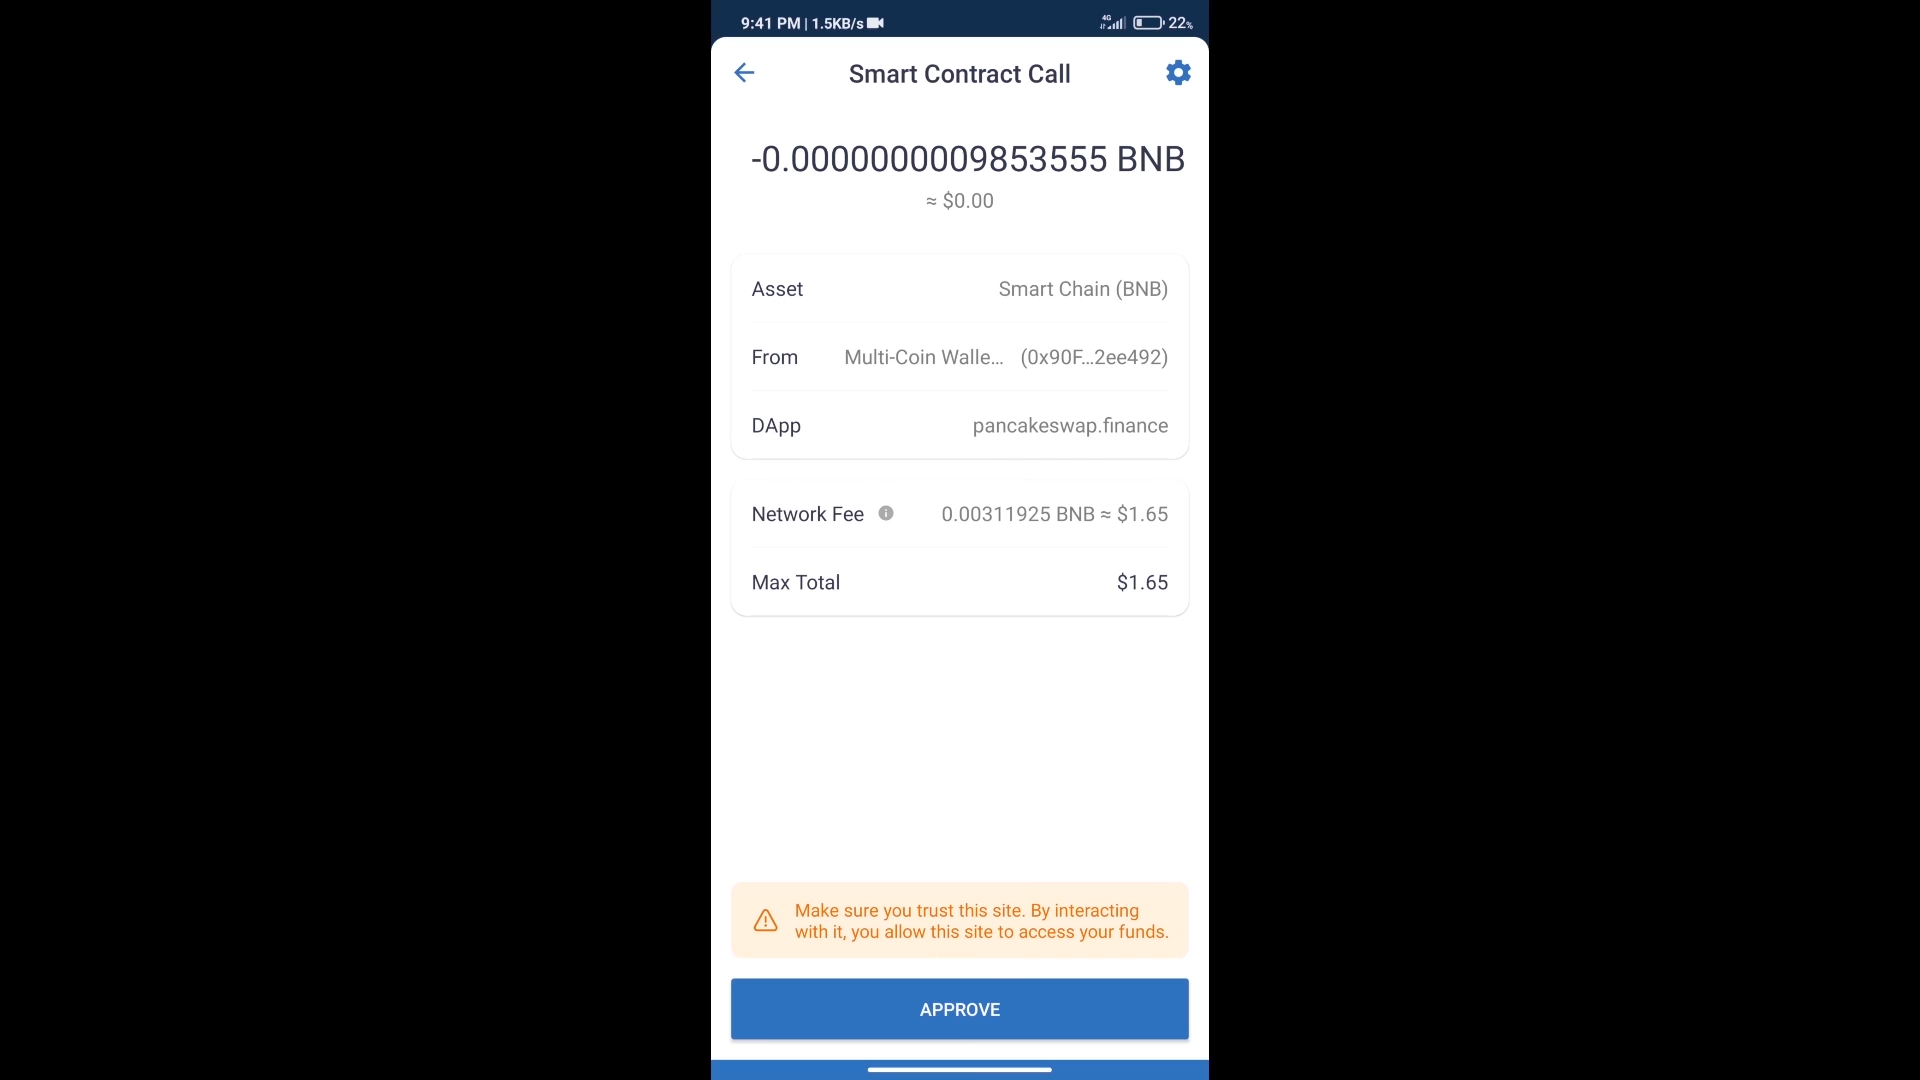 9:41 PM | 1.5KB/s 4G 22%
Smart Contract Call
-0.0000000009853555 BNB
≈ $0.00
Asset Smart Chain (BNB)
From Multi-Coin Walle... (0x90F...2ee492)
DApp pancakeswap.finance
Network Fee 0.00311925 BNB ≈ $1.65
Max Total $1.65
Make sure you trust this site. By interacting
with it, you allow this site to access your funds.
APPROVE